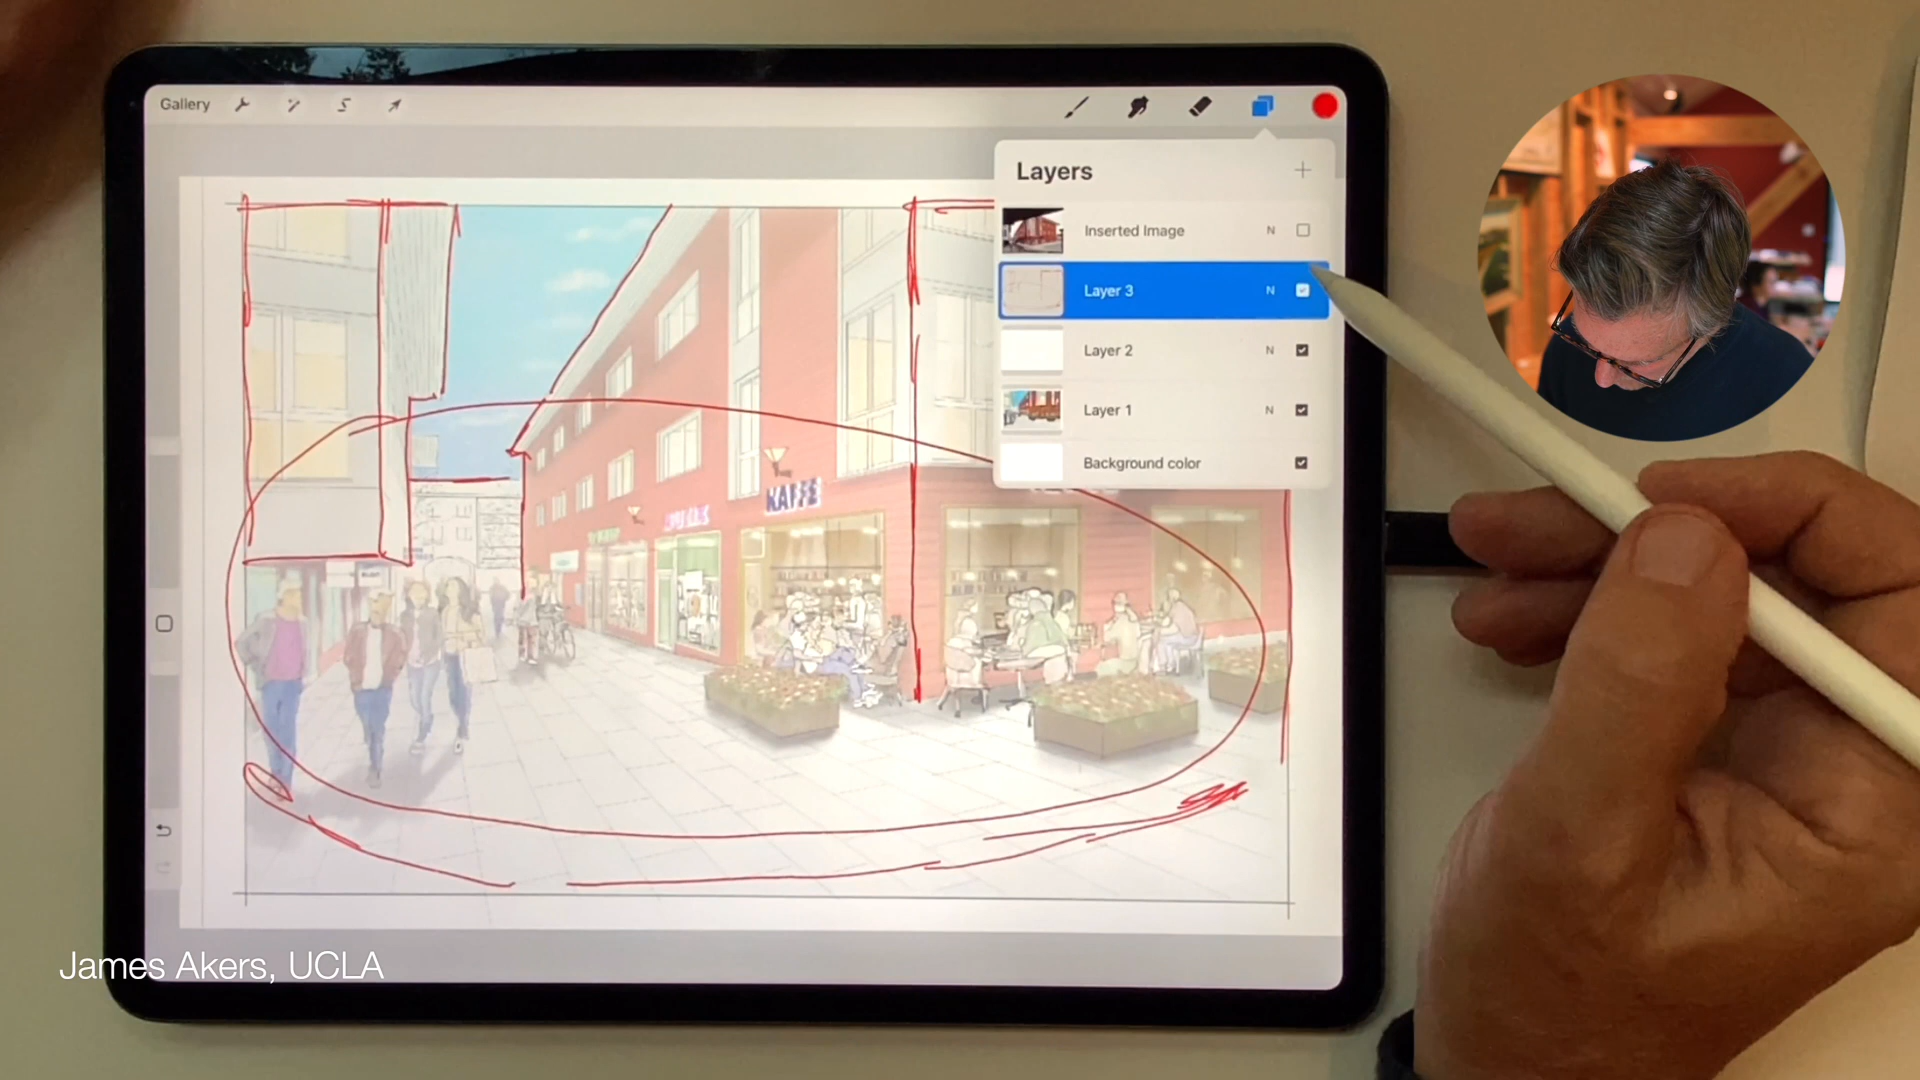 Gallery
Layers
Inserted Image N
Layer 3 N
Layer 2 N
Layer 1 N
Background color
KAFFE
James Akers, UCLA